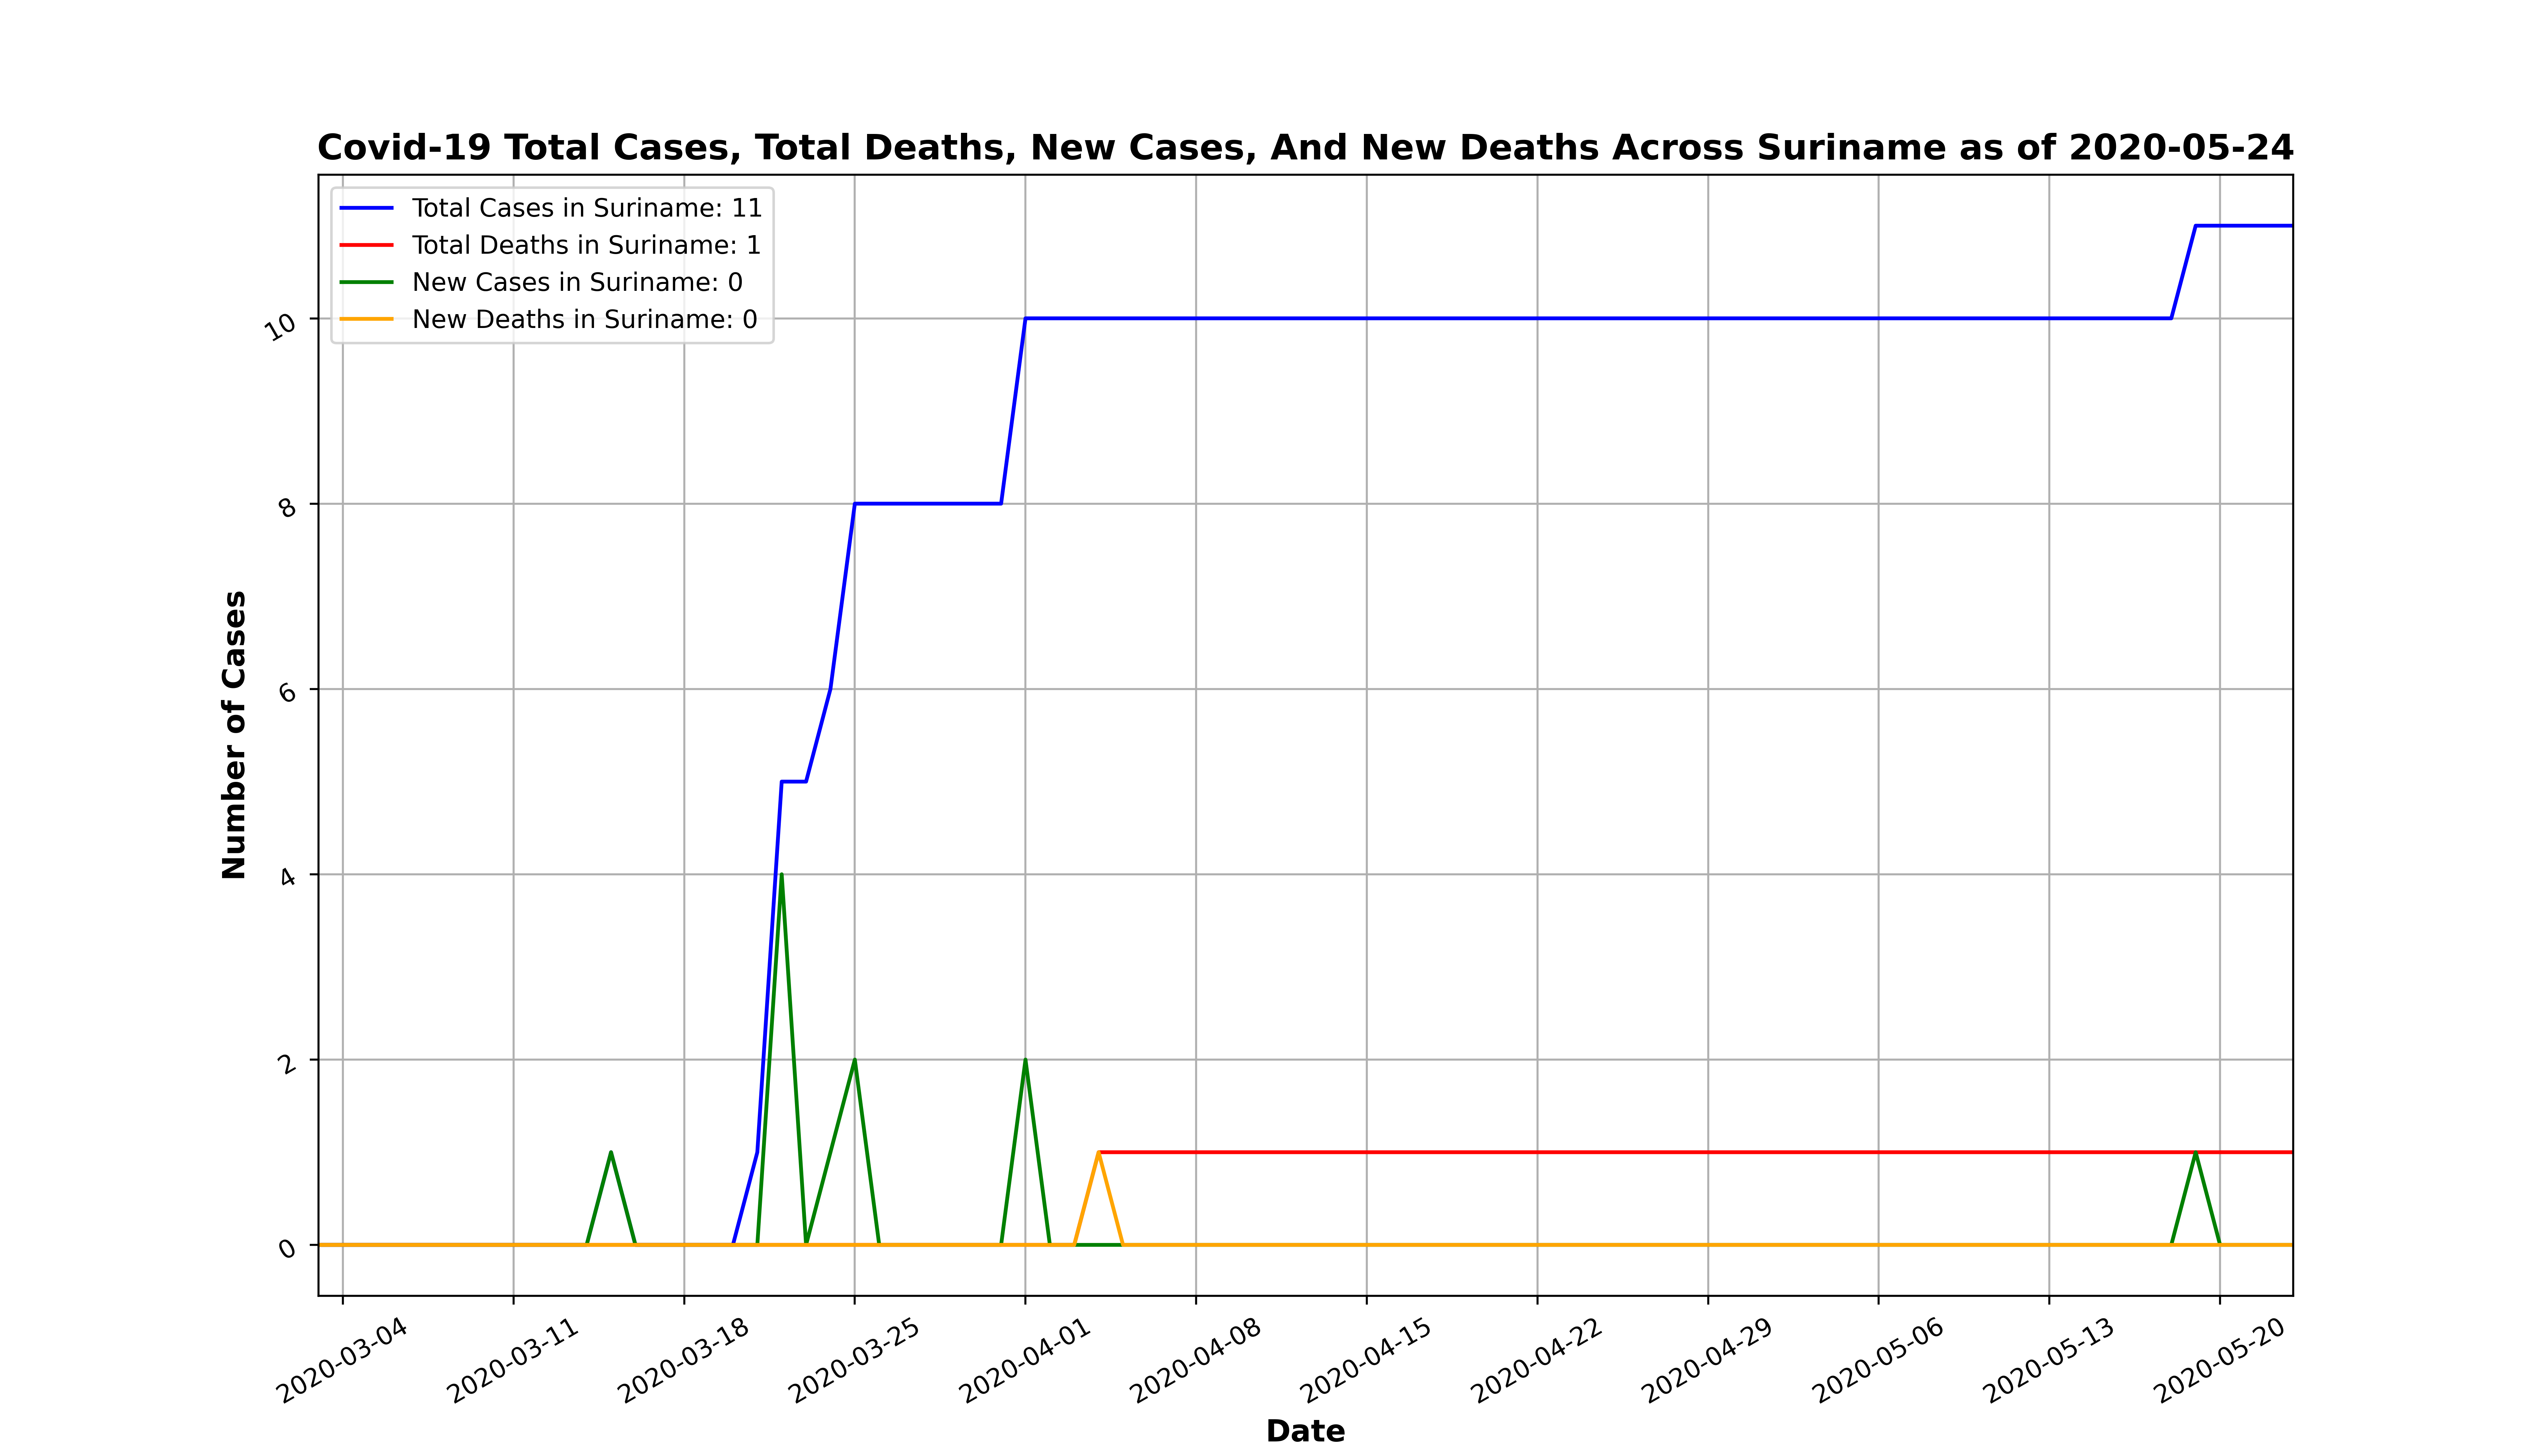 Covid-19 Total Cases, Total Deaths, New Cases, And New Deaths Across Suriname as of 2020-05-24
Total Cases in Suriname: 11
Total Deaths in Suriname: 1
New Cases in Suriname: 0
New Deaths in Suriname: 0
Number of Cases
10
8
6
4
2
0
2020-03-04
2020-03-11
2020-03-18
2020-03-25
2020-04-01
2020-04-08
2020-04-15
2020-04-22
2020-04-29
2020-05-06
2020-05-13
2020-05-20
Date